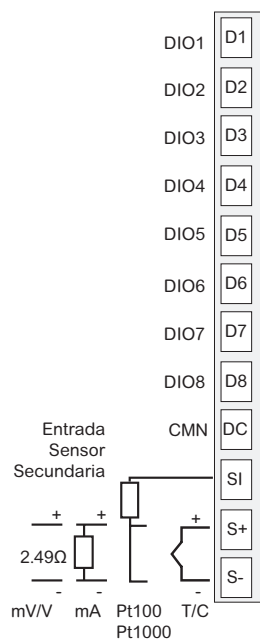 DIO1 D1
DIO2 D2
DIO3 D3
DIO4 D4
DIO5 D5
DIO6 D6
DIO7 D7
DIO8 D8
CMN DC
Entrada
Sensor
Secundaria
SI
+ + + S+
2.49Ω
- - - S-
mV/V mA Pt100 T/C
Pt1000